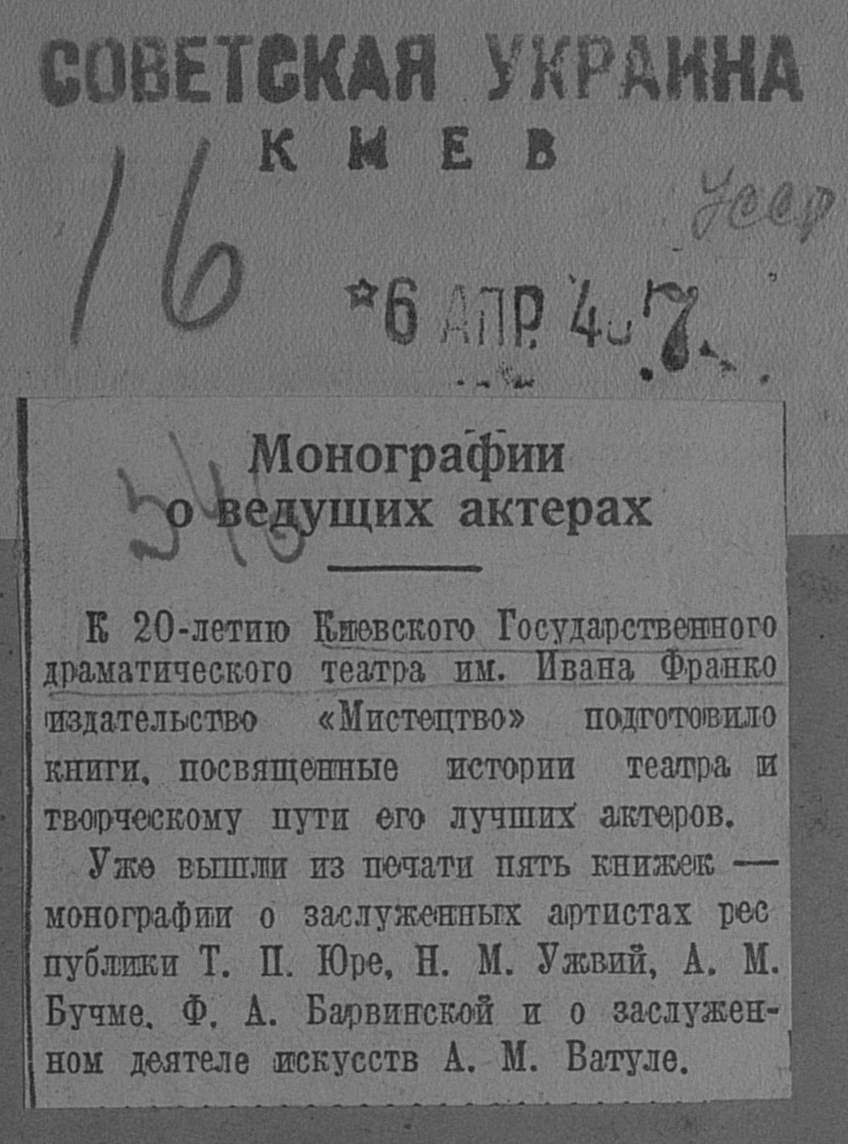 СОВЕТСКАЯ УКРАИНА
КИЕВ
16
УССР
*6 АПР. 40
Монографии
о ведущих актерах
К 20-летию Киевского Государственного
драматического театра им. Ивана Франко
издательство «Мистецтво» подготовило
книги, посвященные истории театра и
творческому пути его лучших актеров.
Уже вышли из печати пять книжек —
монографии о заслуженных артистах рес
публики Т. П. Юре, Н. М. Ужвий, А. М.
Бучме, Ф. А. Барвинской и о заслужен-
ном деятеле искусств А. М. Ватуле.